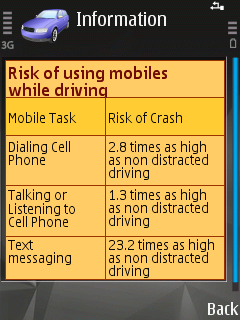 Information
3G
Risk of using mobiles
while driving
Mobile Task
Risk of Crash
Dialing Cell
Phone
2.8 times as high
as non distracted
driving
Talking or
Listening to
Cell Phone
1.3 times as high
as non distracted
driving
Text
messaging
23.2 times as high
as non distracted
driving
Back